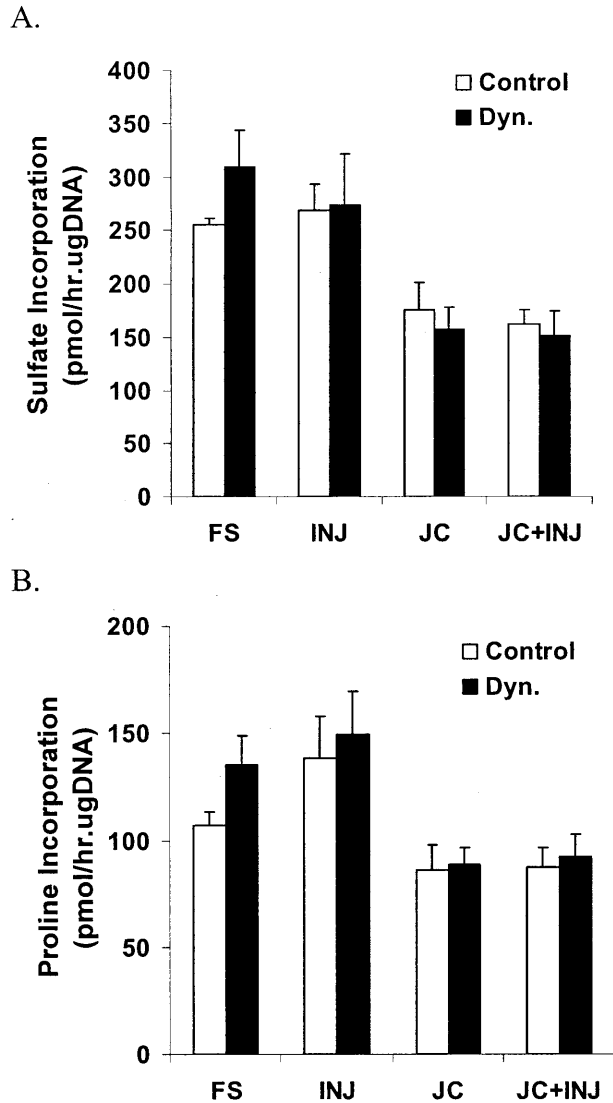 A.
Sulfate Incorporation
(pmol/hr.ugDNA)
400
350
300
250
200
150
100
50
0
Control
Dyn.
FS INJ JC JC+INJ
B.
Proline Incorporation
(pmol/hr.ugDNA)
200
150
100
50
0
Control
Dyn.
FS INJ JC JC+INJ